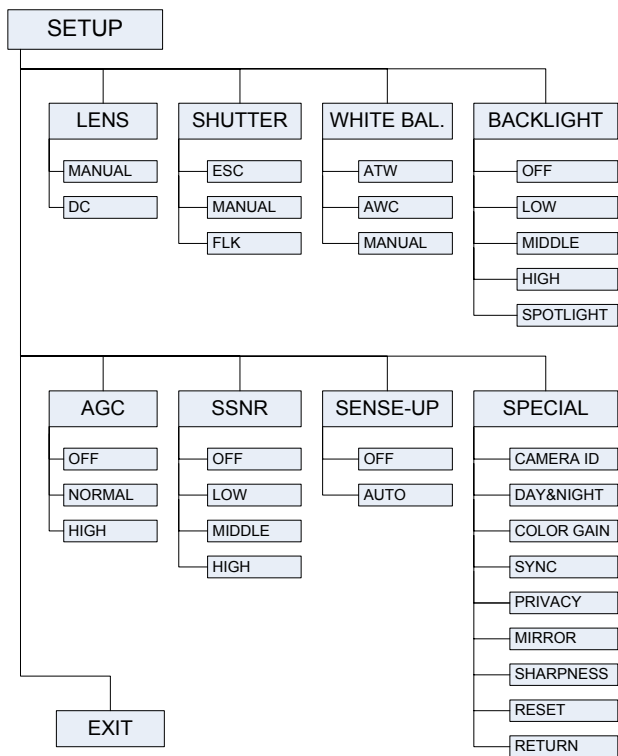 SETUP
LENS
MANUAL
DC
SHUTTER
ESC
MANUAL
FLK
WHITE BAL.
ATW
AWC
MANUAL
BACKLIGHT
OFF
LOW
MIDDLE
HIGH
SPOTLIGHT
AGC
OFF
NORMAL
HIGH
SSNR
OFF
LOW
MIDDLE
HIGH
SENSE-UP
OFF
AUTO
SPECIAL
CAMERA ID
DAY&NIGHT
COLOR GAIN
SYNC
PRIVACY
MIRROR
SHARPNESS
RESET
RETURN
EXIT